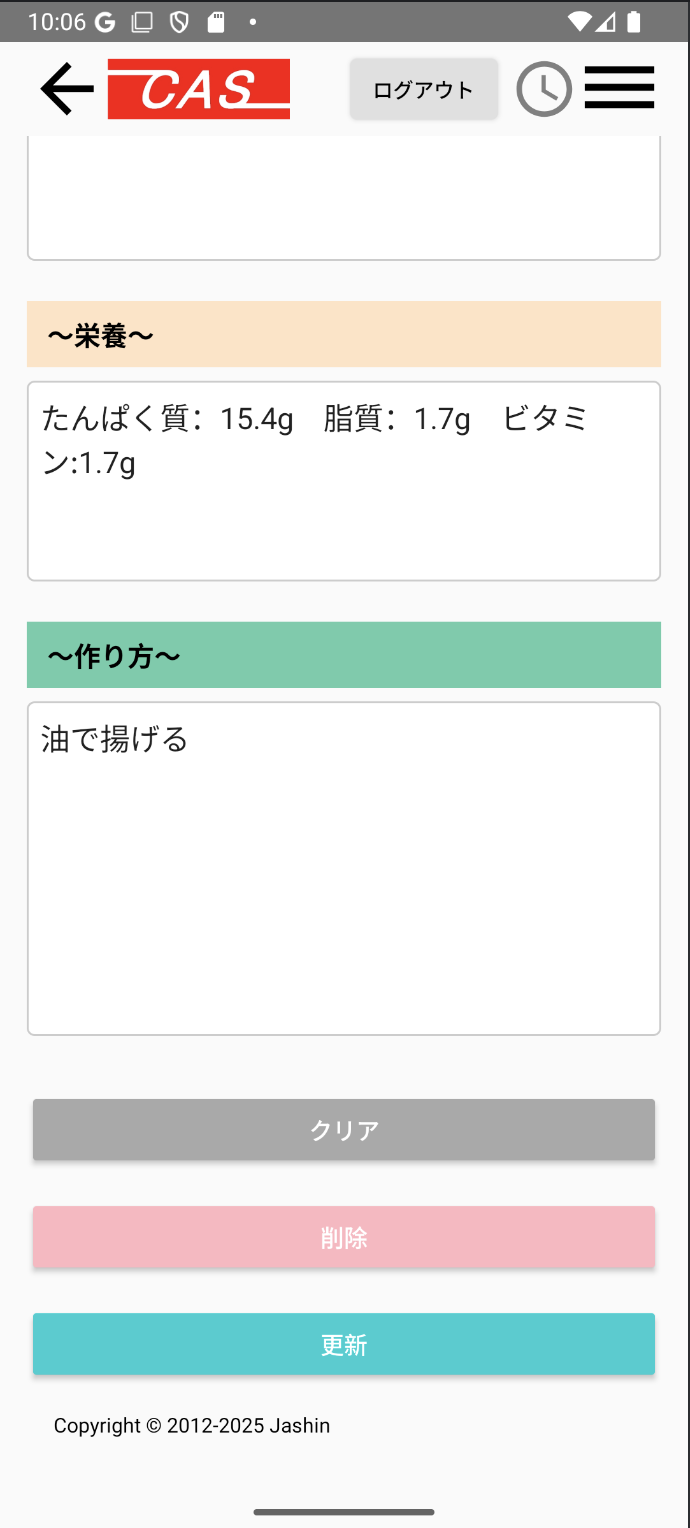 10:06
CAS
ログアウト
～栄養～
たんぱく質：15.4g　脂質：1.7g　ビタミ
ン:1.7g
～作り方～
油で揚げる
クリア
削除
更新
Copyright © 2012-2025 Jashin